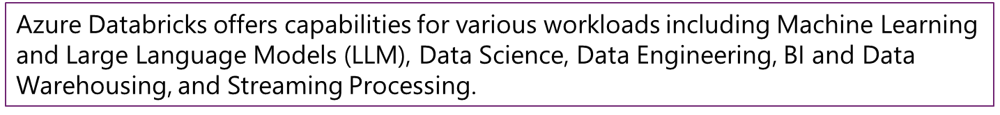 Azure Databricks offers capabilities for various workloads including Machine Learning
and Large Language Models (LLM), Data Science, Data Engineering, BI and Data
Warehousing, and Streaming Processing.